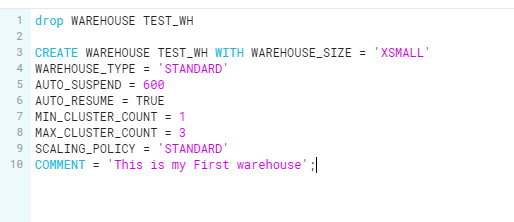 1 drop WAREHOUSE TEST_WH
2
3 CREATE WAREHOUSE TEST_WH WITH WAREHOUSE_SIZE = 'XSMALL'
4 WAREHOUSE_TYPE = 'STANDARD'
5 AUTO_SUSPEND = 600
6 AUTO_RESUME = TRUE
7 MIN_CLUSTER_COUNT = 1
8 MAX_CLUSTER_COUNT = 3
9 SCALING_POLICY = 'STANDARD'
10 COMMENT = 'This is my First warehouse';